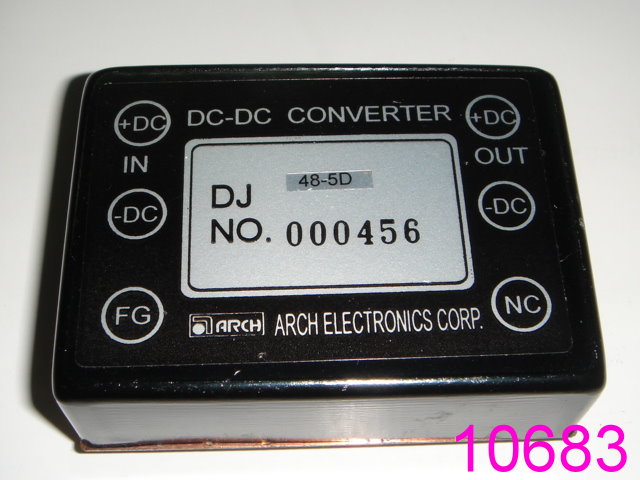 +DC DC-DC CONVERTER +DC
IN OUT
48-5D
DJ
-DC -DC
NO. 000456
FG ARCH ARCH ELECTRONICS CORP. NC
10683